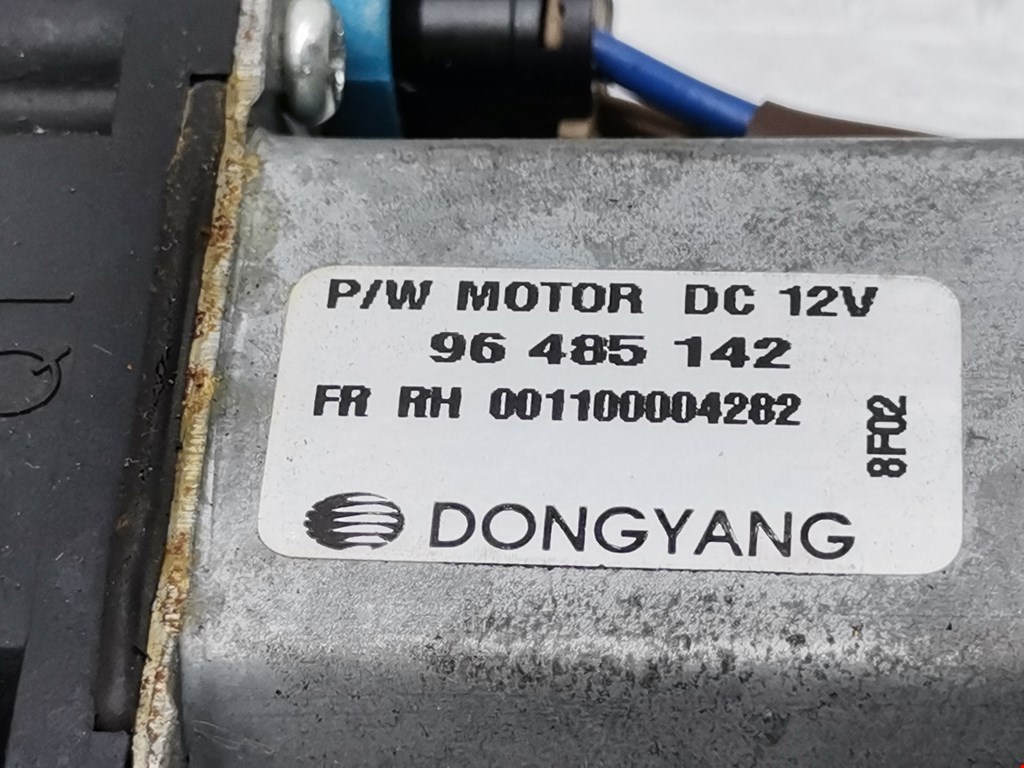 P/W MOTOR DC 12V
96 485 142
FR RH 001100004282
8F02
DONGYANG